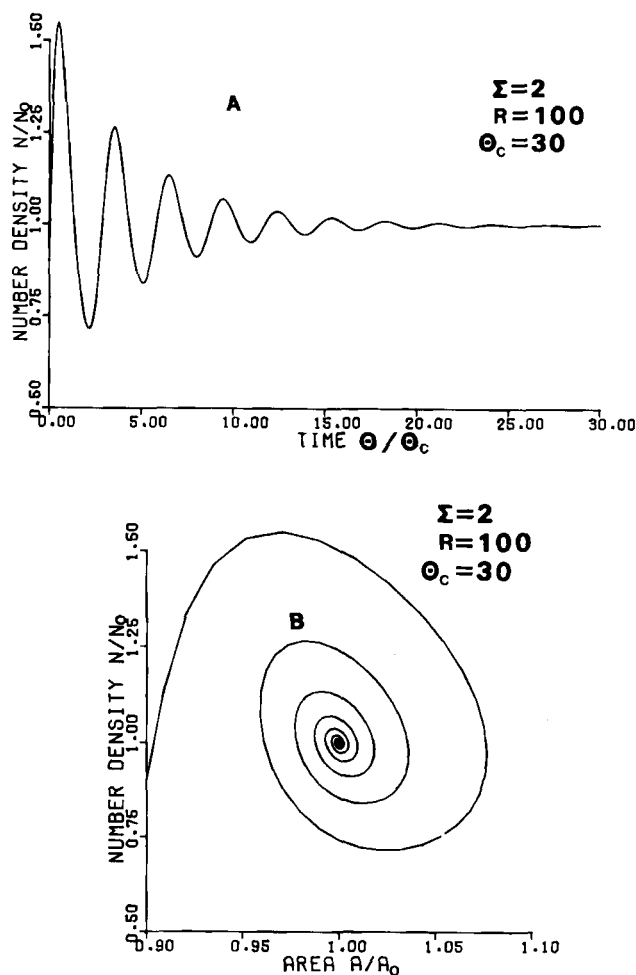 NUMBER DENSITY N/N₀
1.50
1.25
1.00
0.75
0.50
A
Σ=2
R=100
Θc=30
0.00 5.00 10.00 15.00 20.00 25.00 30.00
TIME Θ/Θc
NUMBER DENSITY N/N₀
1.50
1.25
1.00
0.75
0.50
B
Σ=2
R=100
Θc=30
0.90 0.95 1.00 1.05 1.10
AREA A/A₀